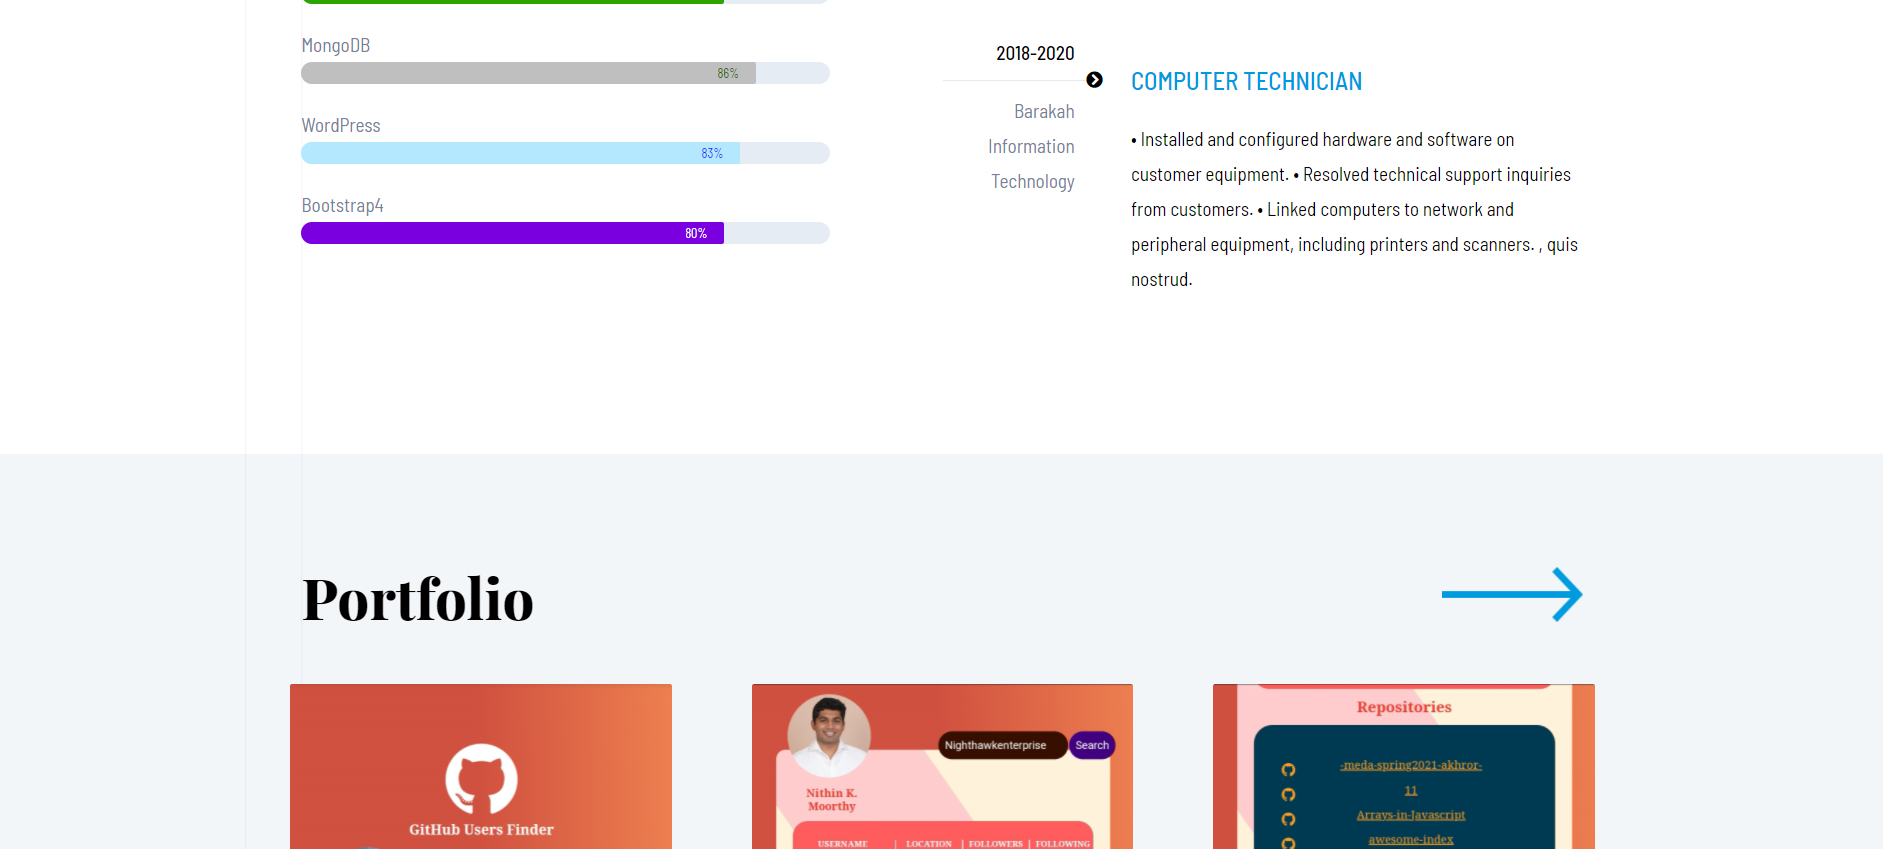 MongoDB
86%
WordPress
83%
Bootstrap4
80%
2018-2020
Barakah
Information
Technology
COMPUTER TECHNICIAN
• Installed and configured hardware and software on
customer equipment. • Resolved technical support inquiries
from customers. • Linked computers to network and
peripheral equipment, including printers and scanners. , quis
nostrud.
Portfolio
GitHub Users Finder
Nithin K.
Moorthy
Nighthawkenterprise
Search
USERNAME | LOCATION | FOLLOWERS | FOLLOWING
Repositories
-meda-spring2021-akhror-
11
Arrays-in-Javascript
awesome-index